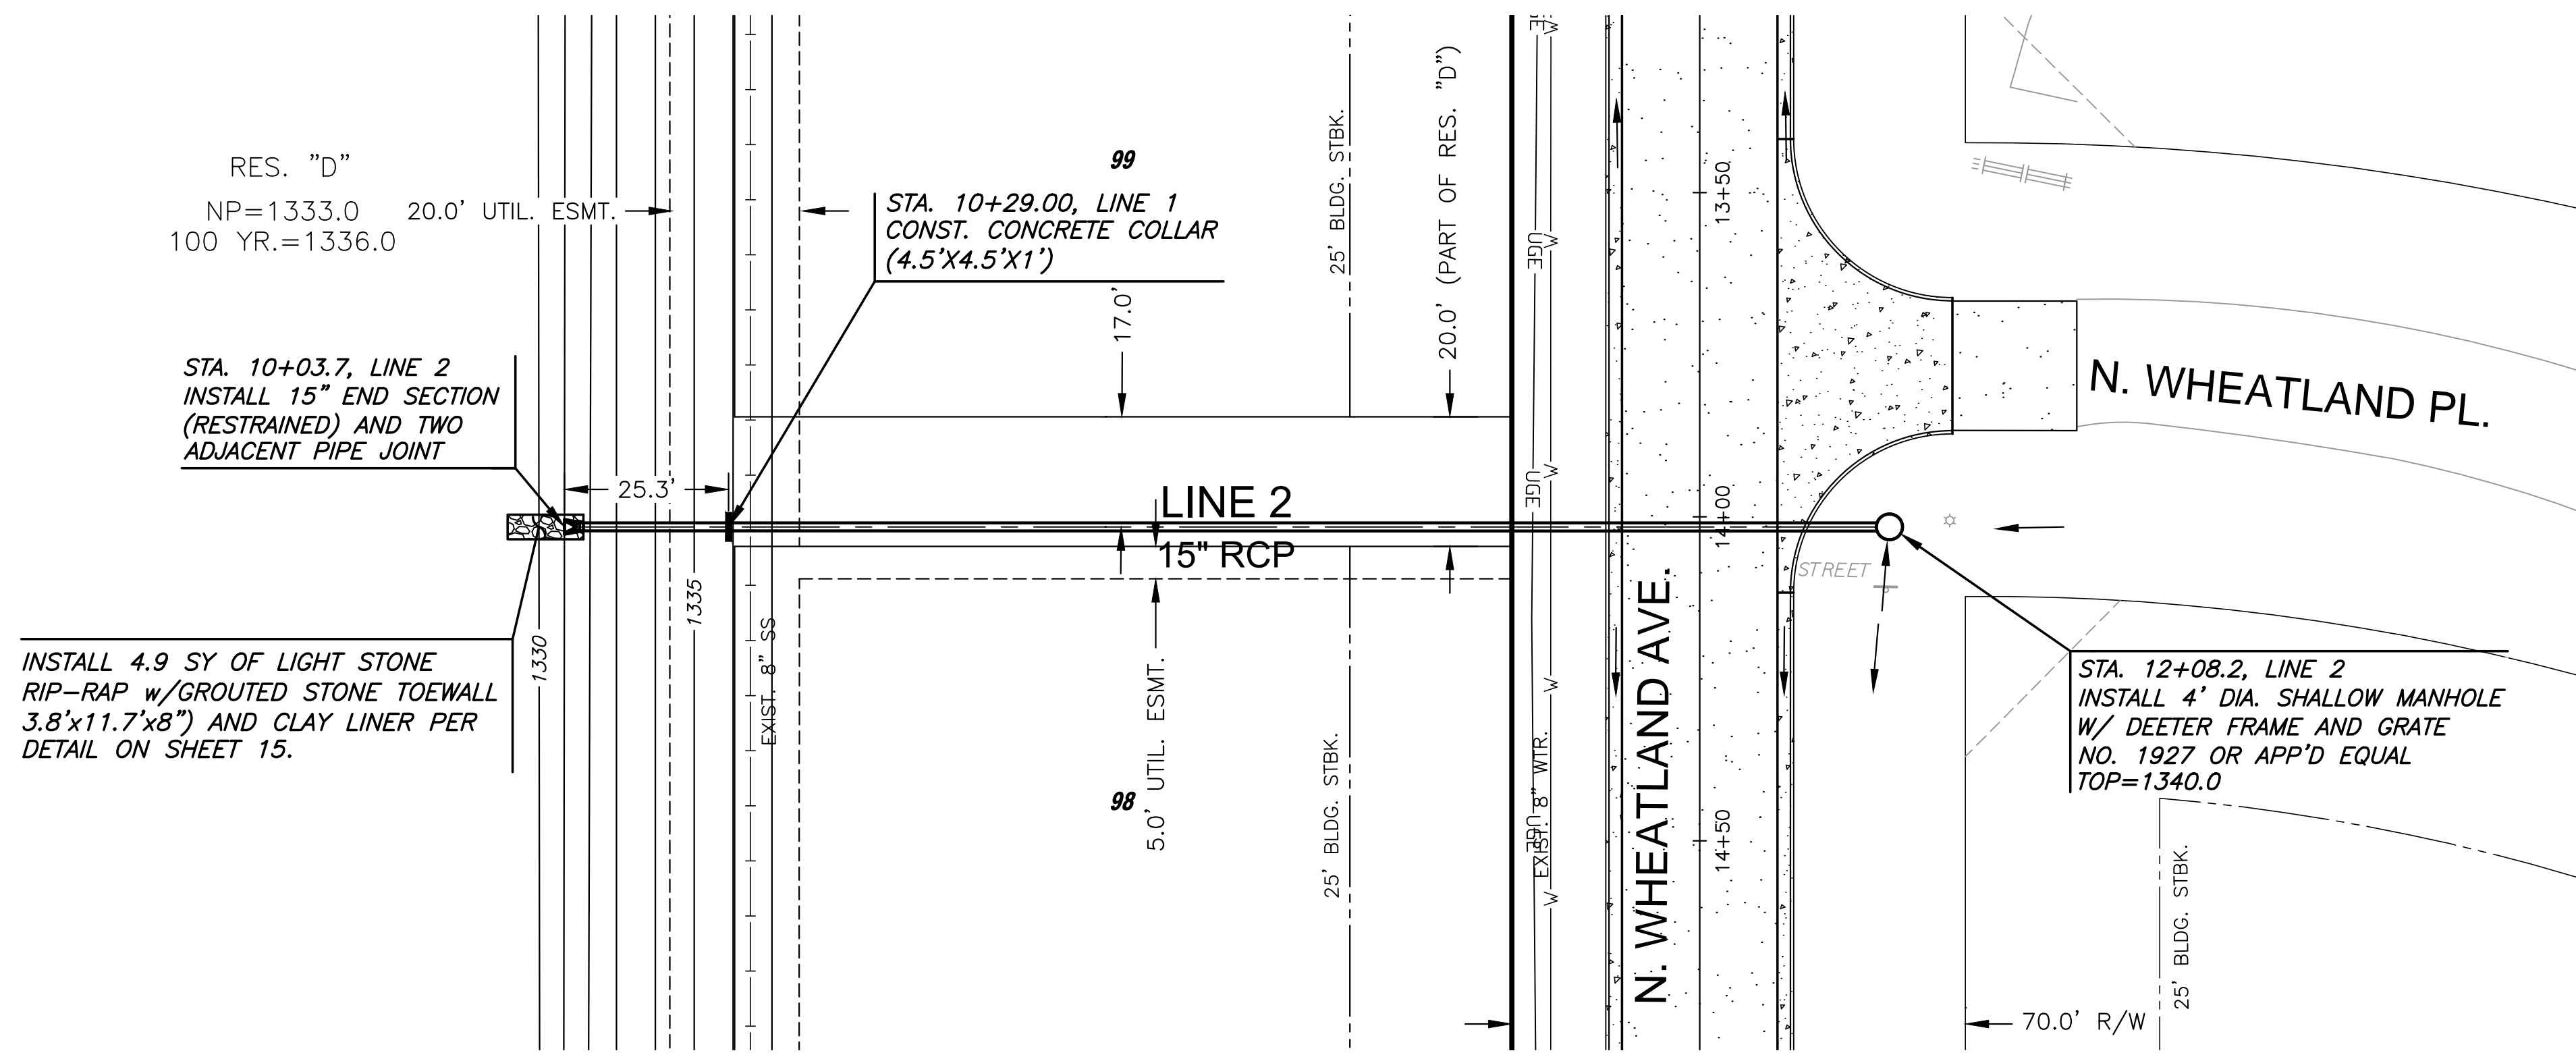 RES. "D"
NP=1333.0
100 YR.=1336.0
20.0' UTIL. ESMT.
99
STA. 10+29.00, LINE 1
CONST. CONCRETE COLLAR
(4.5'X4.5'X1')
17.0'
25' BLDG. STBK.
20.0' (PART OF RES. "D")
UGE
W
UGE
W
UGE
W
13+50
N. WHEATLAND PL.
STA. 10+03.7, LINE 2
INSTALL 15" END SECTION
(RESTRAINED) AND TWO
ADJACENT PIPE JOINT
25.3'
LINE 2
15" RCP
14+00
STREET
1335
1330
EXIST. 8" SS
INSTALL 4.9 SY OF LIGHT STONE
RIP-RAP w/GROUTED STONE TOEWALL
3.8'x11.7'x8") AND CLAY LINER PER
DETAIL ON SHEET 15.
98
5.0' UTIL. ESMT.
25' BLDG. STBK.
W
UGE
EXIST. 8" WTR.
W
N. WHEATLAND AVE.
14+50
STA. 12+08.2, LINE 2
INSTALL 4' DIA. SHALLOW MANHOLE
W/ DEETER FRAME AND GRATE
NO. 1927 OR APP'D EQUAL
TOP=1340.0
25' BLDG. STBK.
70.0' R/W